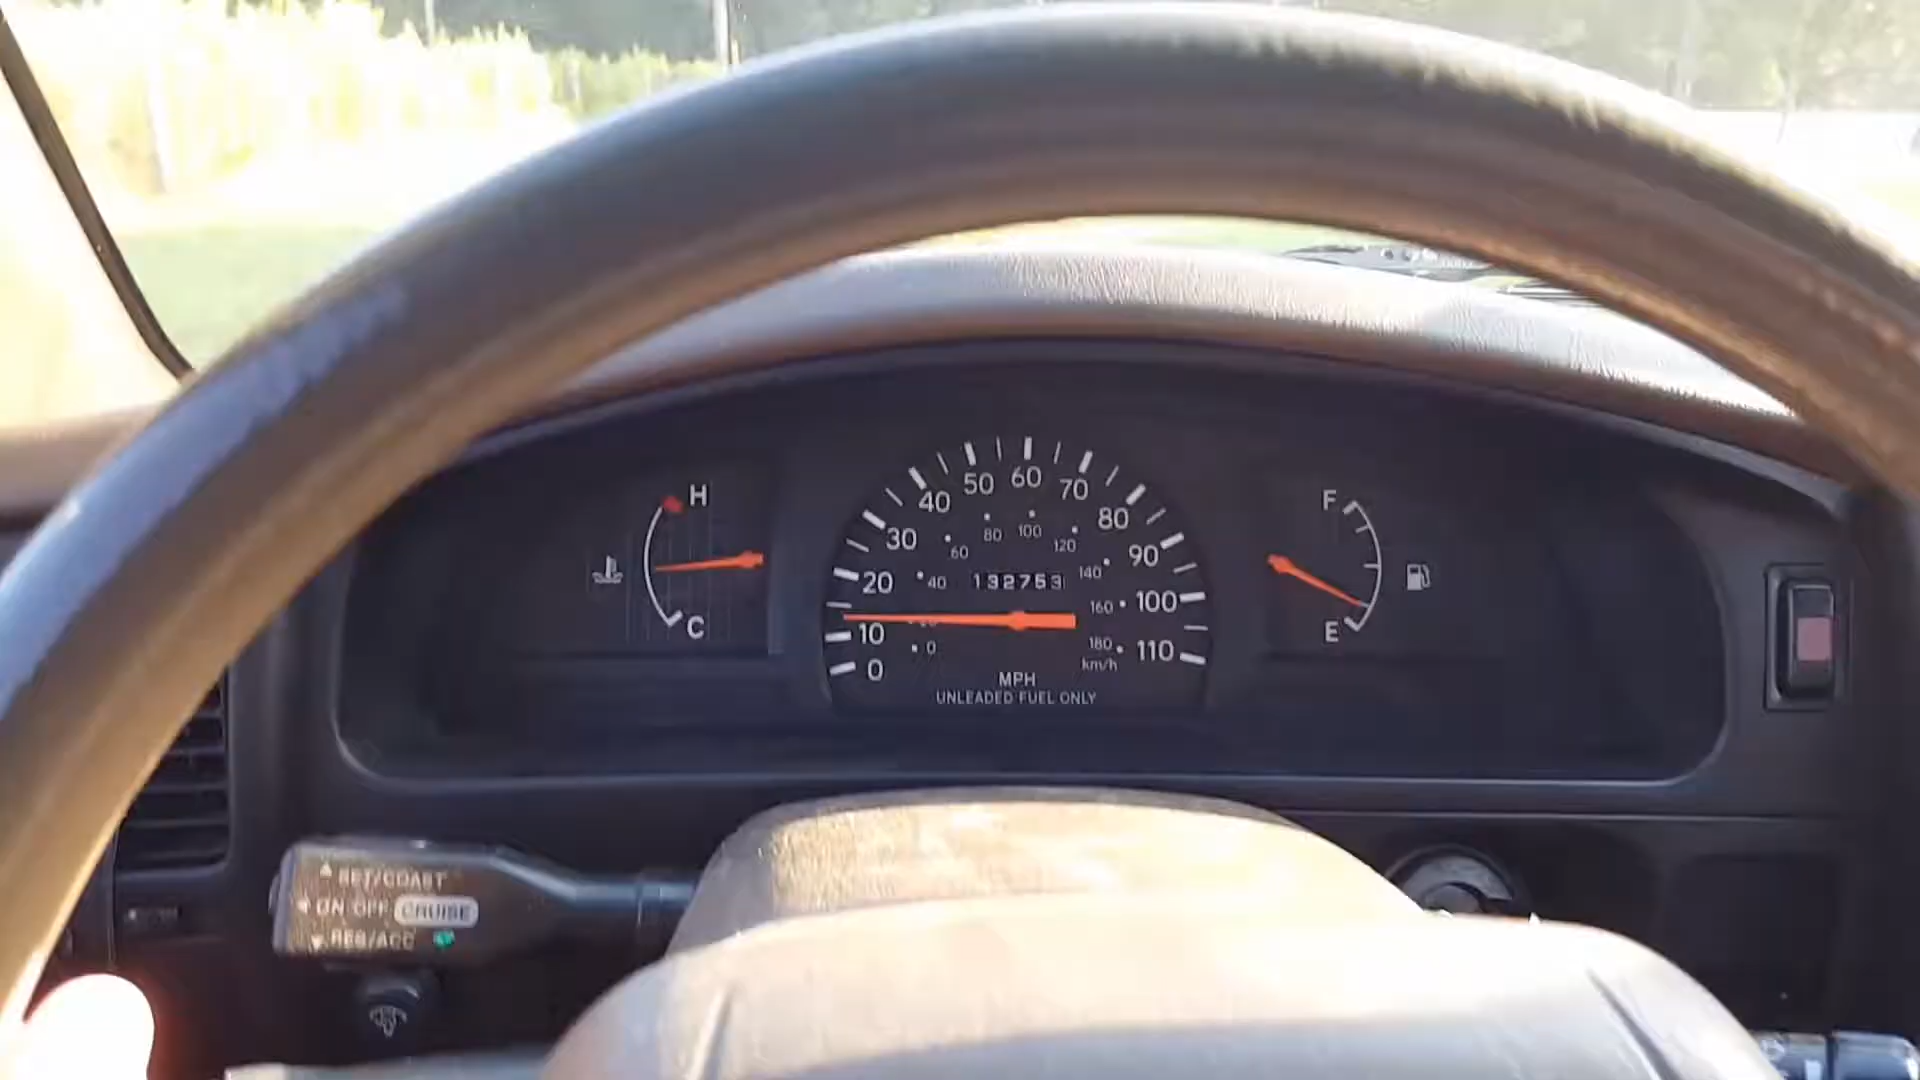 H
C
0
10
20
30
40
50
60
70
80
90
100
110
0
40
60
80
100
120
140
160
180
km/h
132753
MPH
UNLEADED FUEL ONLY
F
E
SET/COAST
ON OFF CRUISE
RES/ACC